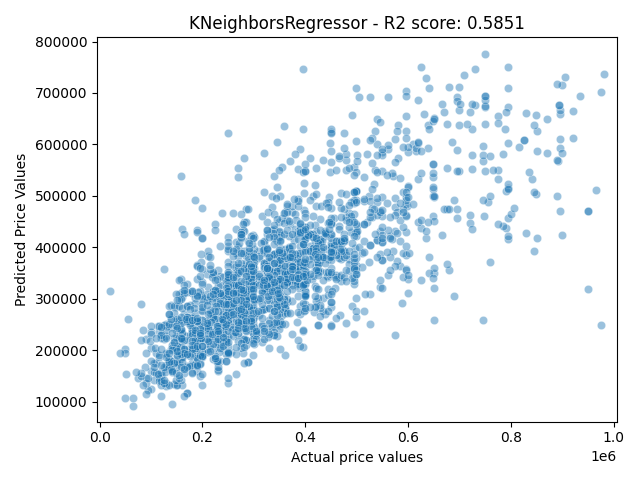 KNeighborsRegressor - R2 score: 0.5851
800000
700000
600000
500000
400000
300000
200000
100000
Predicted Price Values
0.0 0.2 0.4 0.6 0.8 1.0
1e6
Actual price values